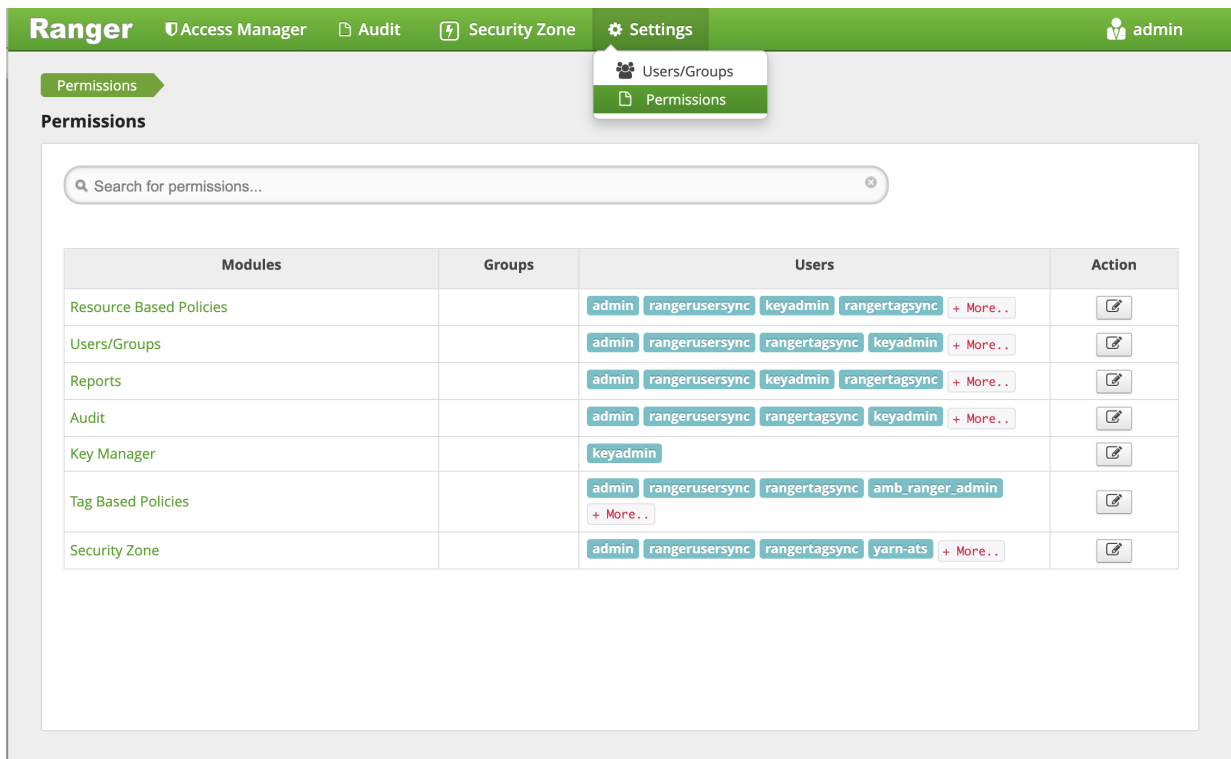 Ranger Access Manager Audit Security Zone Settings admin
Users/Groups
Permissions
Permissions
Permissions
Search for permissions...
Modules Groups Users Action
Resource Based Policies admin rangerusersync keyadmin rangertagsync + More..
Users/Groups admin rangerusersync rangertagsync keyadmin + More..
Reports admin rangerusersync keyadmin rangertagsync + More..
Audit admin rangerusersync rangertagsync keyadmin + More..
Key Manager keyadmin
Tag Based Policies admin rangerusersync rangertagsync amb_ranger_admin
+ More..
Security Zone admin rangerusersync rangertagsync yarn-ats + More..